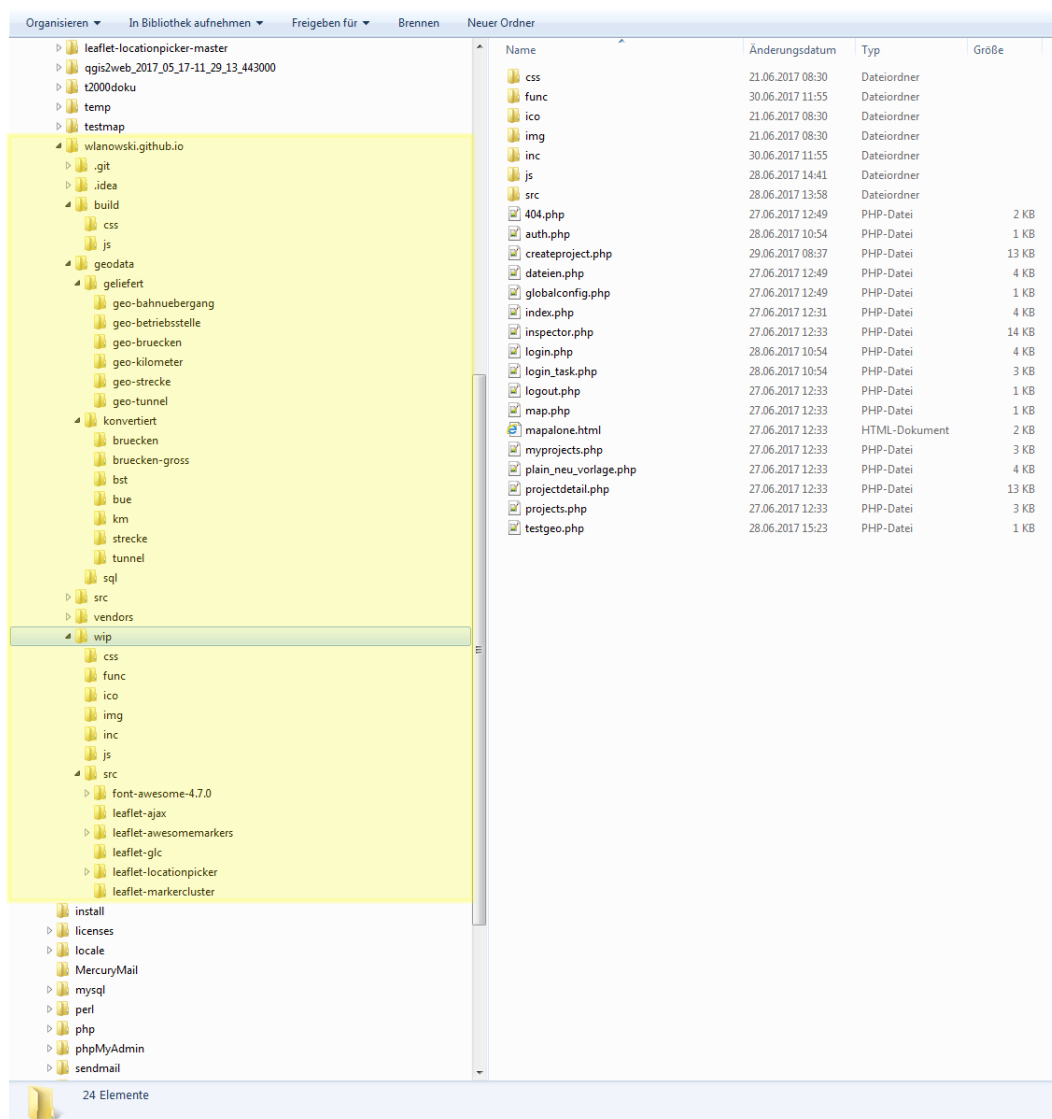 Organisieren In Bibliothek aufnehmen Freigeben für Brennen Neuer Ordner
leaflet-locationpicker-master
qgis2web_2017_05_17-11_29_13_443000
t2000doku
temp
testmap
wlanowski.github.io
.git
.idea
build
css
js
geodata
geliefert
geo-bahnuebergang
geo-betriebsstelle
geo-bruecken
geo-kilometer
geo-strecke
geo-tunnel
konvertiert
bruecken
bruecken-gross
bst
bue
km
strecke
tunnel
sql
src
vendors
wip
css
func
ico
img
inc
js
src
font-awesome-4.7.0
leaflet-ajax
leaflet-awesomemarkers
leaflet-glc
leaflet-locationpicker
leaflet-markercluster
install
licenses
locale
MercuryMail
mysql
perl
php
phpMyAdmin
sendmail
Name Änderungsdatum Typ Größe
css 21.06.2017 08:30 Dateiordner
func 30.06.2017 11:55 Dateiordner
ico 21.06.2017 08:30 Dateiordner
img 21.06.2017 08:30 Dateiordner
inc 30.06.2017 11:55 Dateiordner
js 28.06.2017 14:41 Dateiordner
src 28.06.2017 13:58 Dateiordner
404.php 27.06.2017 12:49 PHP-Datei 2 KB
auth.php 28.06.2017 10:54 PHP-Datei 1 KB
createproject.php 29.06.2017 08:37 PHP-Datei 13 KB
dateien.php 27.06.2017 12:49 PHP-Datei 4 KB
globalconfig.php 27.06.2017 12:49 PHP-Datei 1 KB
index.php 27.06.2017 12:31 PHP-Datei 4 KB
inspector.php 27.06.2017 12:33 PHP-Datei 14 KB
login.php 28.06.2017 10:54 PHP-Datei 4 KB
login_task.php 28.06.2017 10:54 PHP-Datei 3 KB
logout.php 27.06.2017 12:33 PHP-Datei 1 KB
map.php 27.06.2017 12:33 PHP-Datei 1 KB
mapalone.html 27.06.2017 12:33 HTML-Dokument 2 KB
myprojects.php 27.06.2017 12:33 PHP-Datei 3 KB
plain_neu_vorlage.php 27.06.2017 12:33 PHP-Datei 4 KB
projectdetail.php 27.06.2017 12:33 PHP-Datei 13 KB
projects.php 27.06.2017 12:33 PHP-Datei 3 KB
testgeo.php 28.06.2017 15:23 PHP-Datei 1 KB
24 Elemente